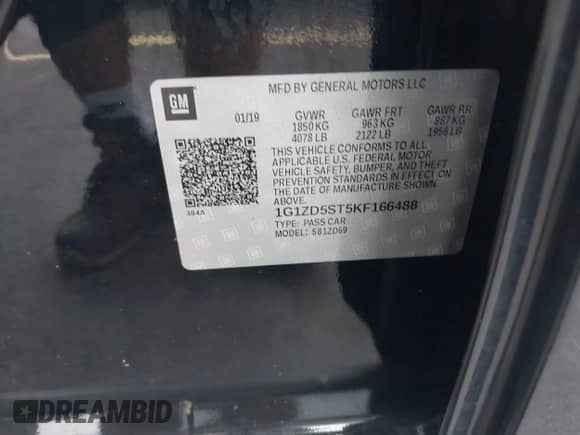 MFD BY GENERAL MOTORS LLC
GM
01/19 GVWR GAWR FRT GAWR RR
1850 KG 963 KG 887 KG
4078 LB 2122 LB 1956 LB
THIS VEHICLE CONFORMS TO ALL
APPLICABLE U.S. FEDERAL MOTOR
VEHICLE SAFETY, BUMPER, AND THEFT
PREVENTION STANDARDS IN EFFECT ON
THE DATE OF MANUFACTURE SHOWN
ABOVE.
384A
1G1ZD5ST5KF166488
TYPE: PASS CAR
MODEL: 581ZD69
DREAMBID